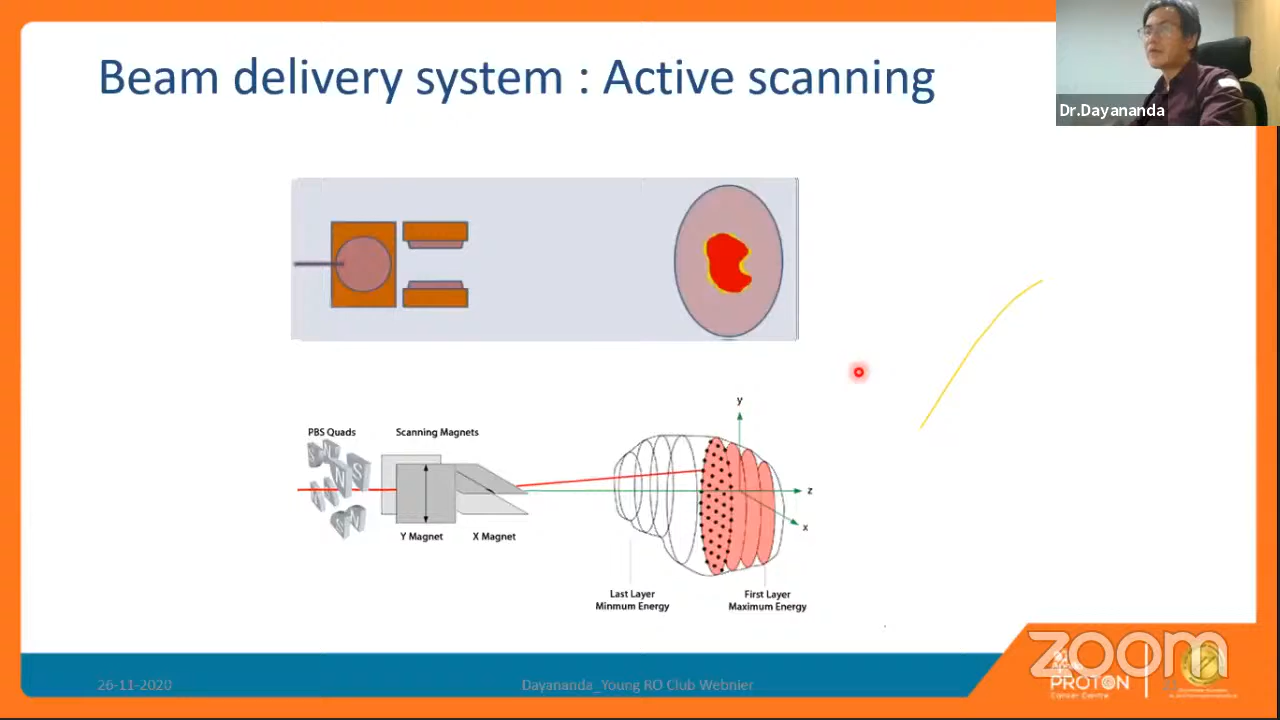 Beam delivery system : Active scanning
Dr.Dayananda
PBS Quads
Scanning Magnets
S
N
S
N
y
z
x
Y Magnet
X Magnet
Last Layer
Minmum Energy
First Layer
Maximum Energy
zoom
PROTON
Cancer Centre
26-11-2020
Dayananda_Young RO Club Webnier